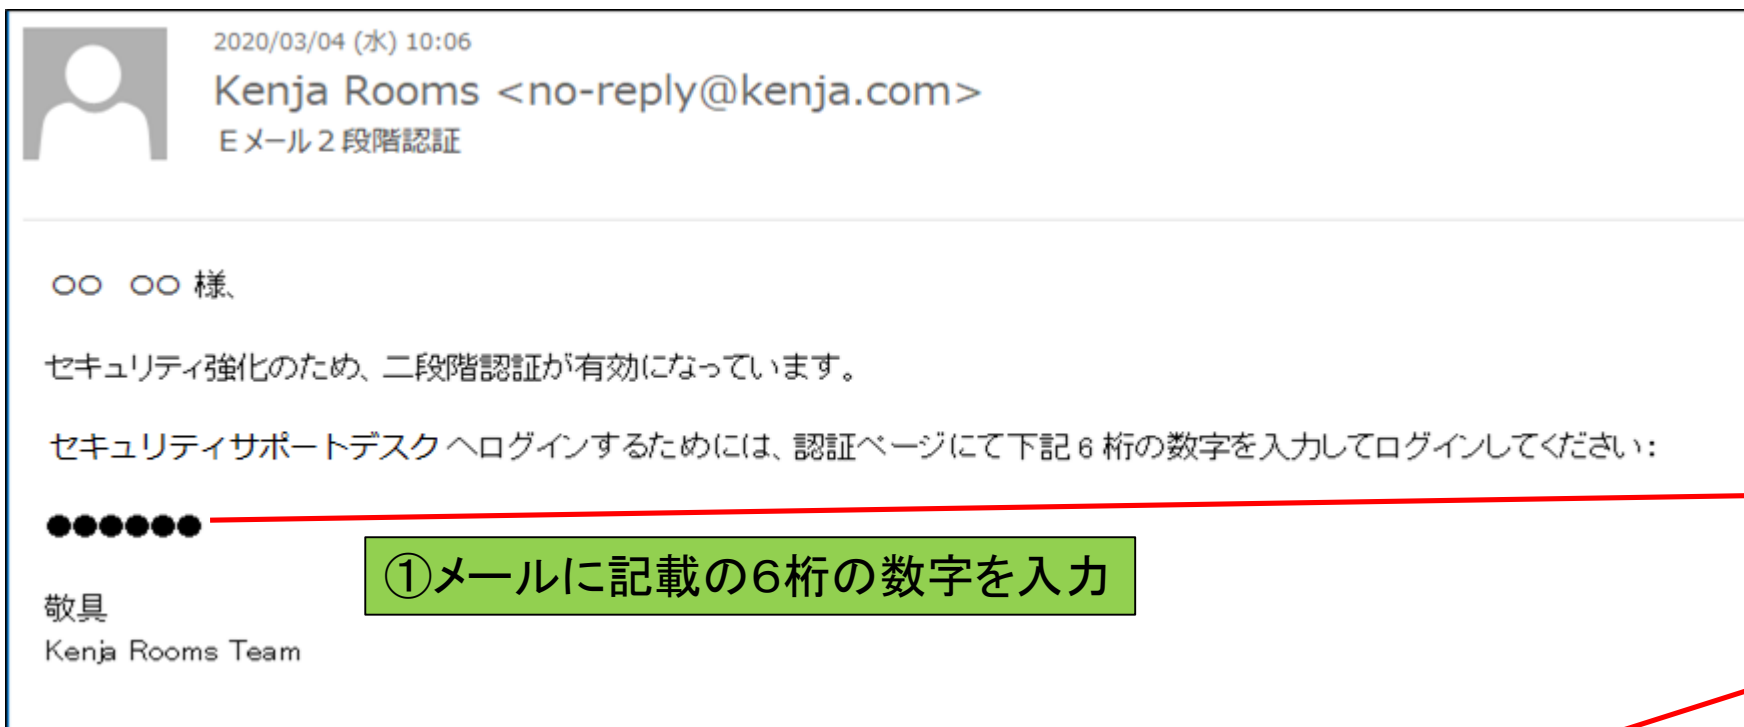 2020/03/04 (水) 10:06
Kenja Rooms <no-reply@kenja.com>
Eメール2段階認証
○○ ○○ 様、
セキュリティ強化のため、二段階認証が有効になっています。
セキュリティサポートデスク へログインするためには、認証ページにて下記 6 桁の数字を入力してログインしてください:
●●●●●●
①メールに記載の6桁の数字を入力
敬具
Kenja Rooms Team